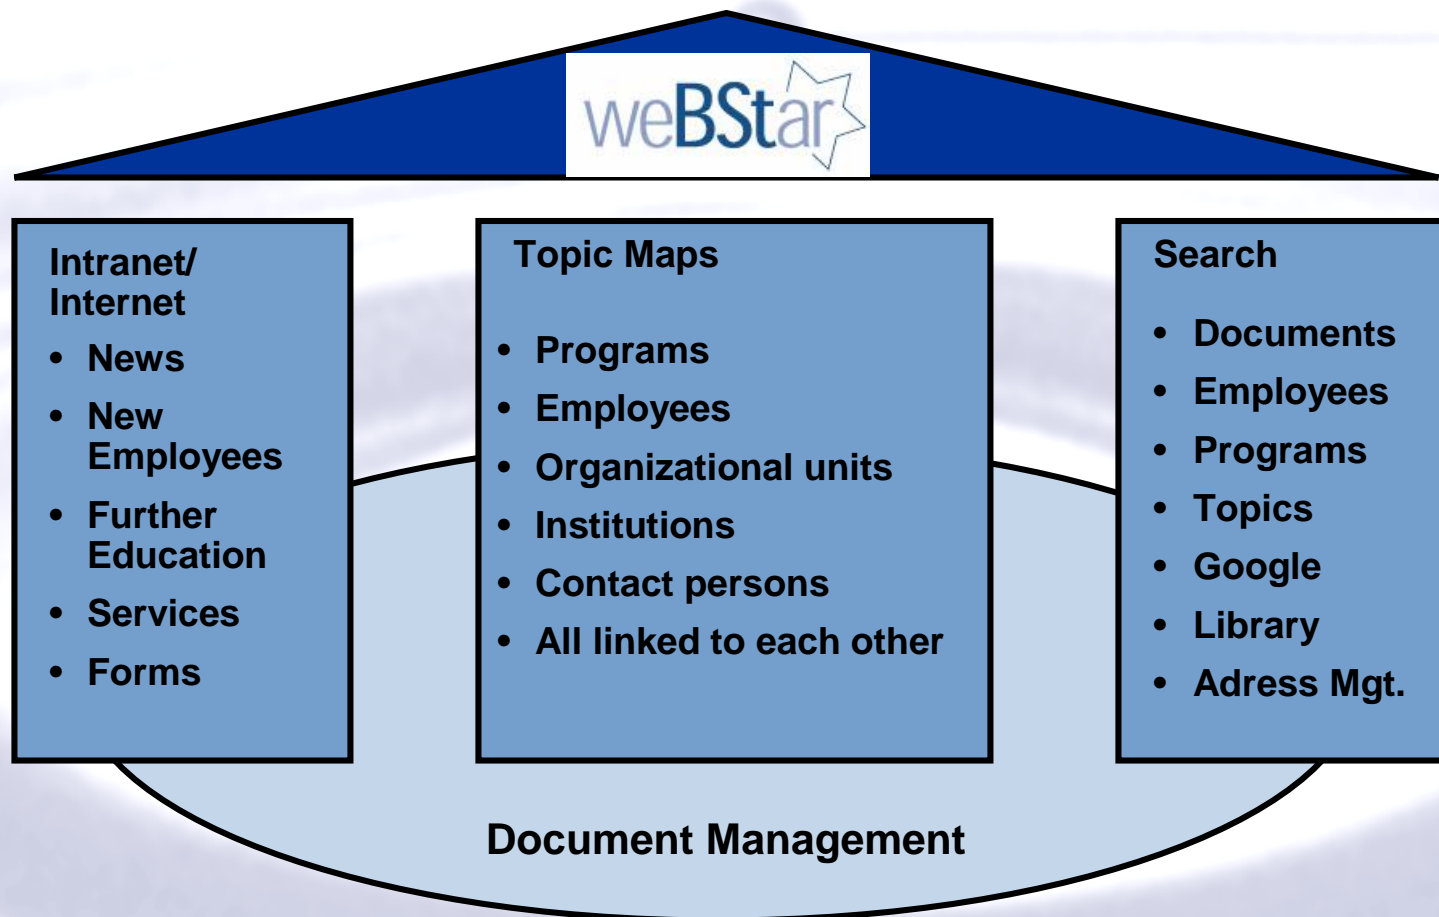 weBStar
Intranet/
Internet
• News
• New
Employees
• Further
Education
• Services
• Forms
Topic Maps
• Programs
• Employees
• Organizational units
• Institutions
• Contact persons
• All linked to each other
Search
• Documents
• Employees
• Programs
• Topics
• Google
• Library
• Adress Mgt.
Document Management